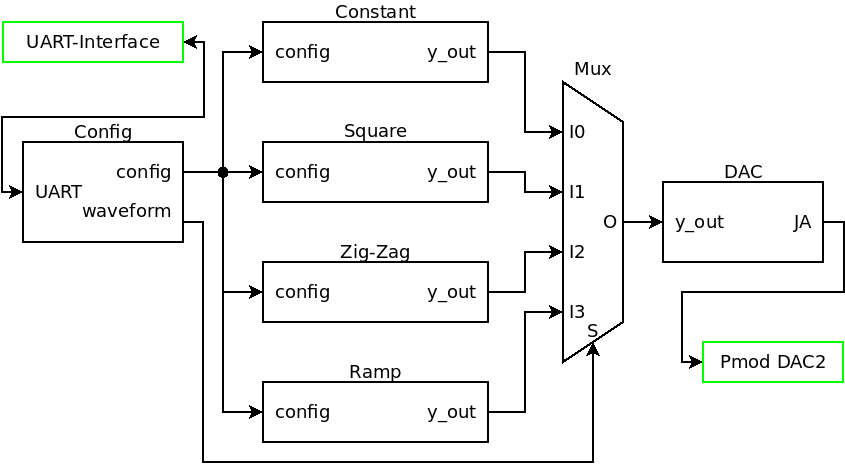 Constant
UART-Interface
config y_out
Mux
Config
Square
I0
config
config y_out
UART
I1
waveform
DAC
O
y_out JA
Zig-Zag
I2
config y_out
I3
S
Ramp
Pmod DAC2
config y_out